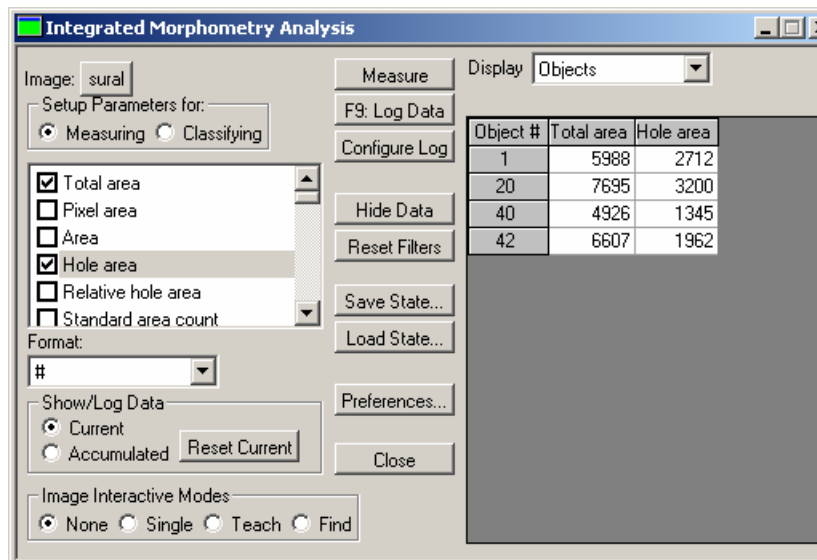 Integrated Morphometry Analysis
Image: sural
Setup Parameters for:
Measuring Classifying
Total area
Pixel area
Area
Hole area
Relative hole area
Standard area count
Format:
#
Show/Log Data
Current
Accumulated
Reset Current
Image Interactive Modes
None Single Teach Find
Measure
F9: Log Data
Configure Log
Hide Data
Reset Filters
Save State...
Load State...
Preferences...
Close
Display Objects
Object # Total area Hole area
1 5988 2712
20 7695 3200
40 4926 1345
42 6607 1962